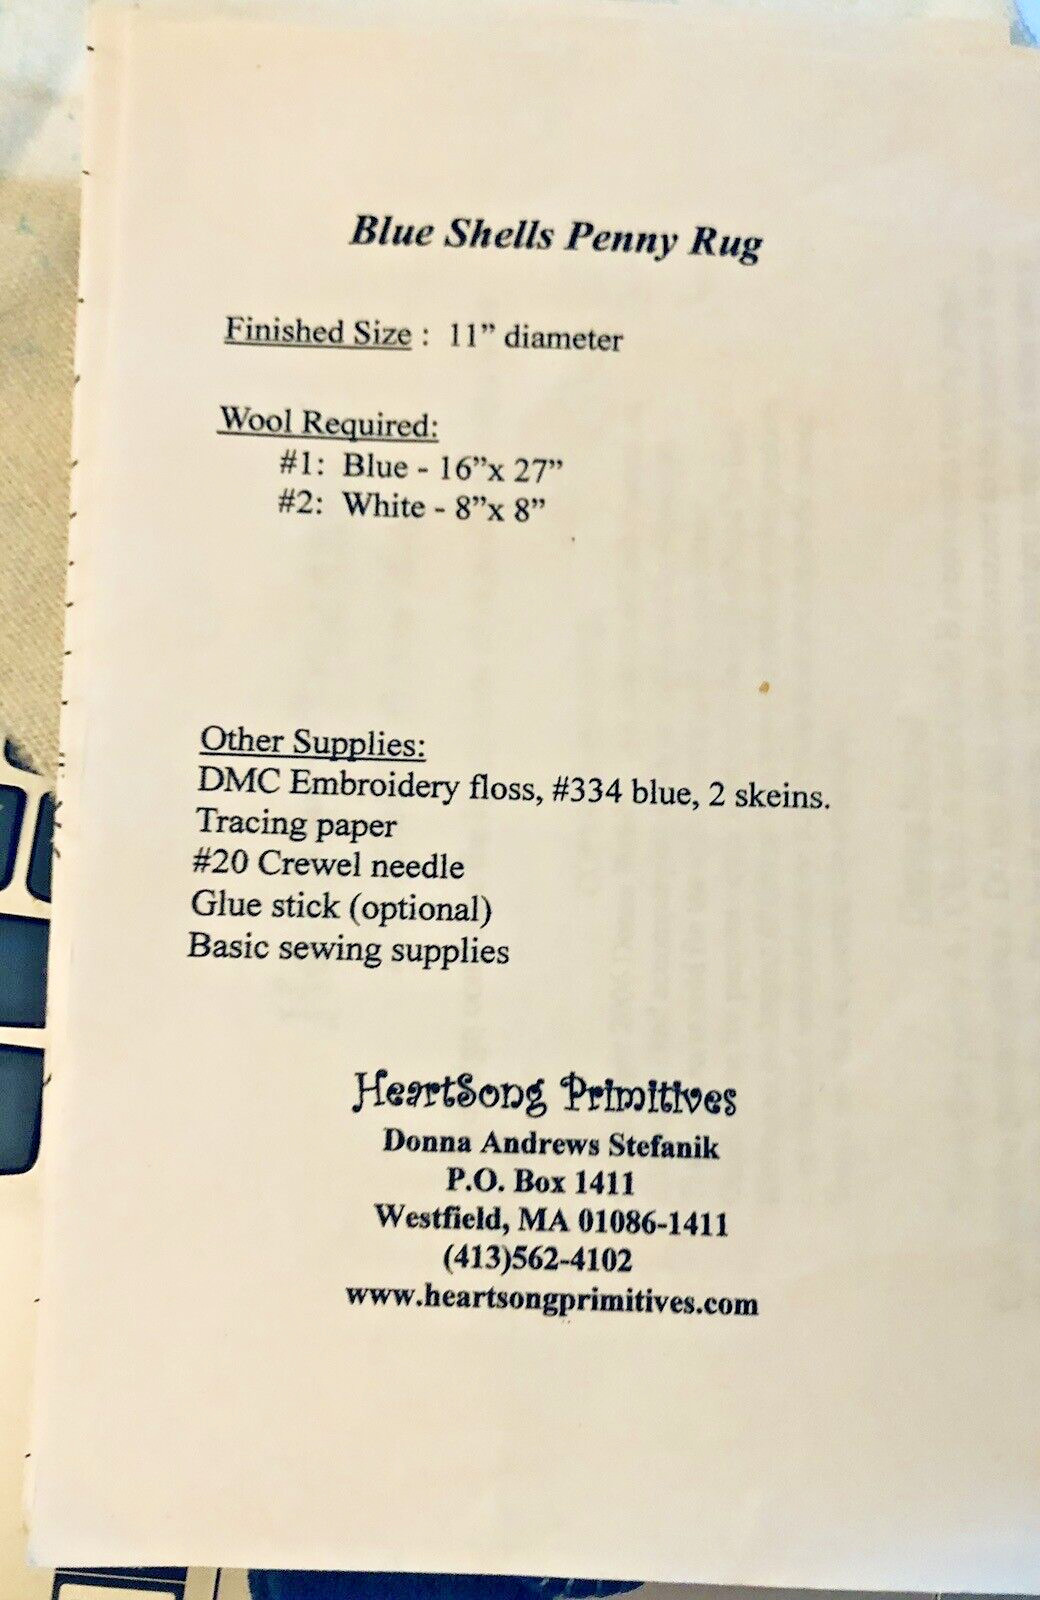 Blue Shells Penny Rug
Finished Size : 11” diameter
Wool Required:
#1: Blue - 16”x 27”
#2: White - 8”x 8”
Other Supplies:
DMC Embroidery floss, #334 blue, 2 skeins.
Tracing paper
#20 Crewel needle
Glue stick (optional)
Basic sewing supplies
HeartSong Primitives
Donna Andrews Stefanik
P.O. Box 1411
Westfield, MA 01086-1411
(413)562-4102
www.heartsongprimitives.com